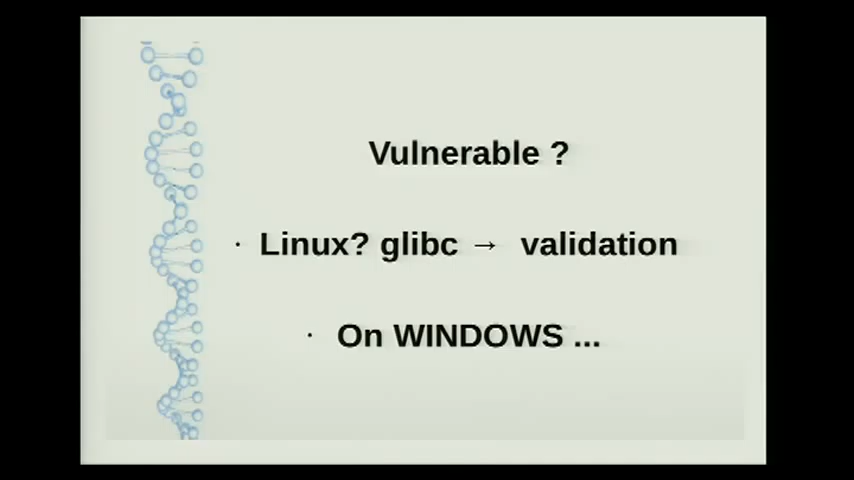 Vulnerable ?
· Linux? glibc → validation
· On WINDOWS ...